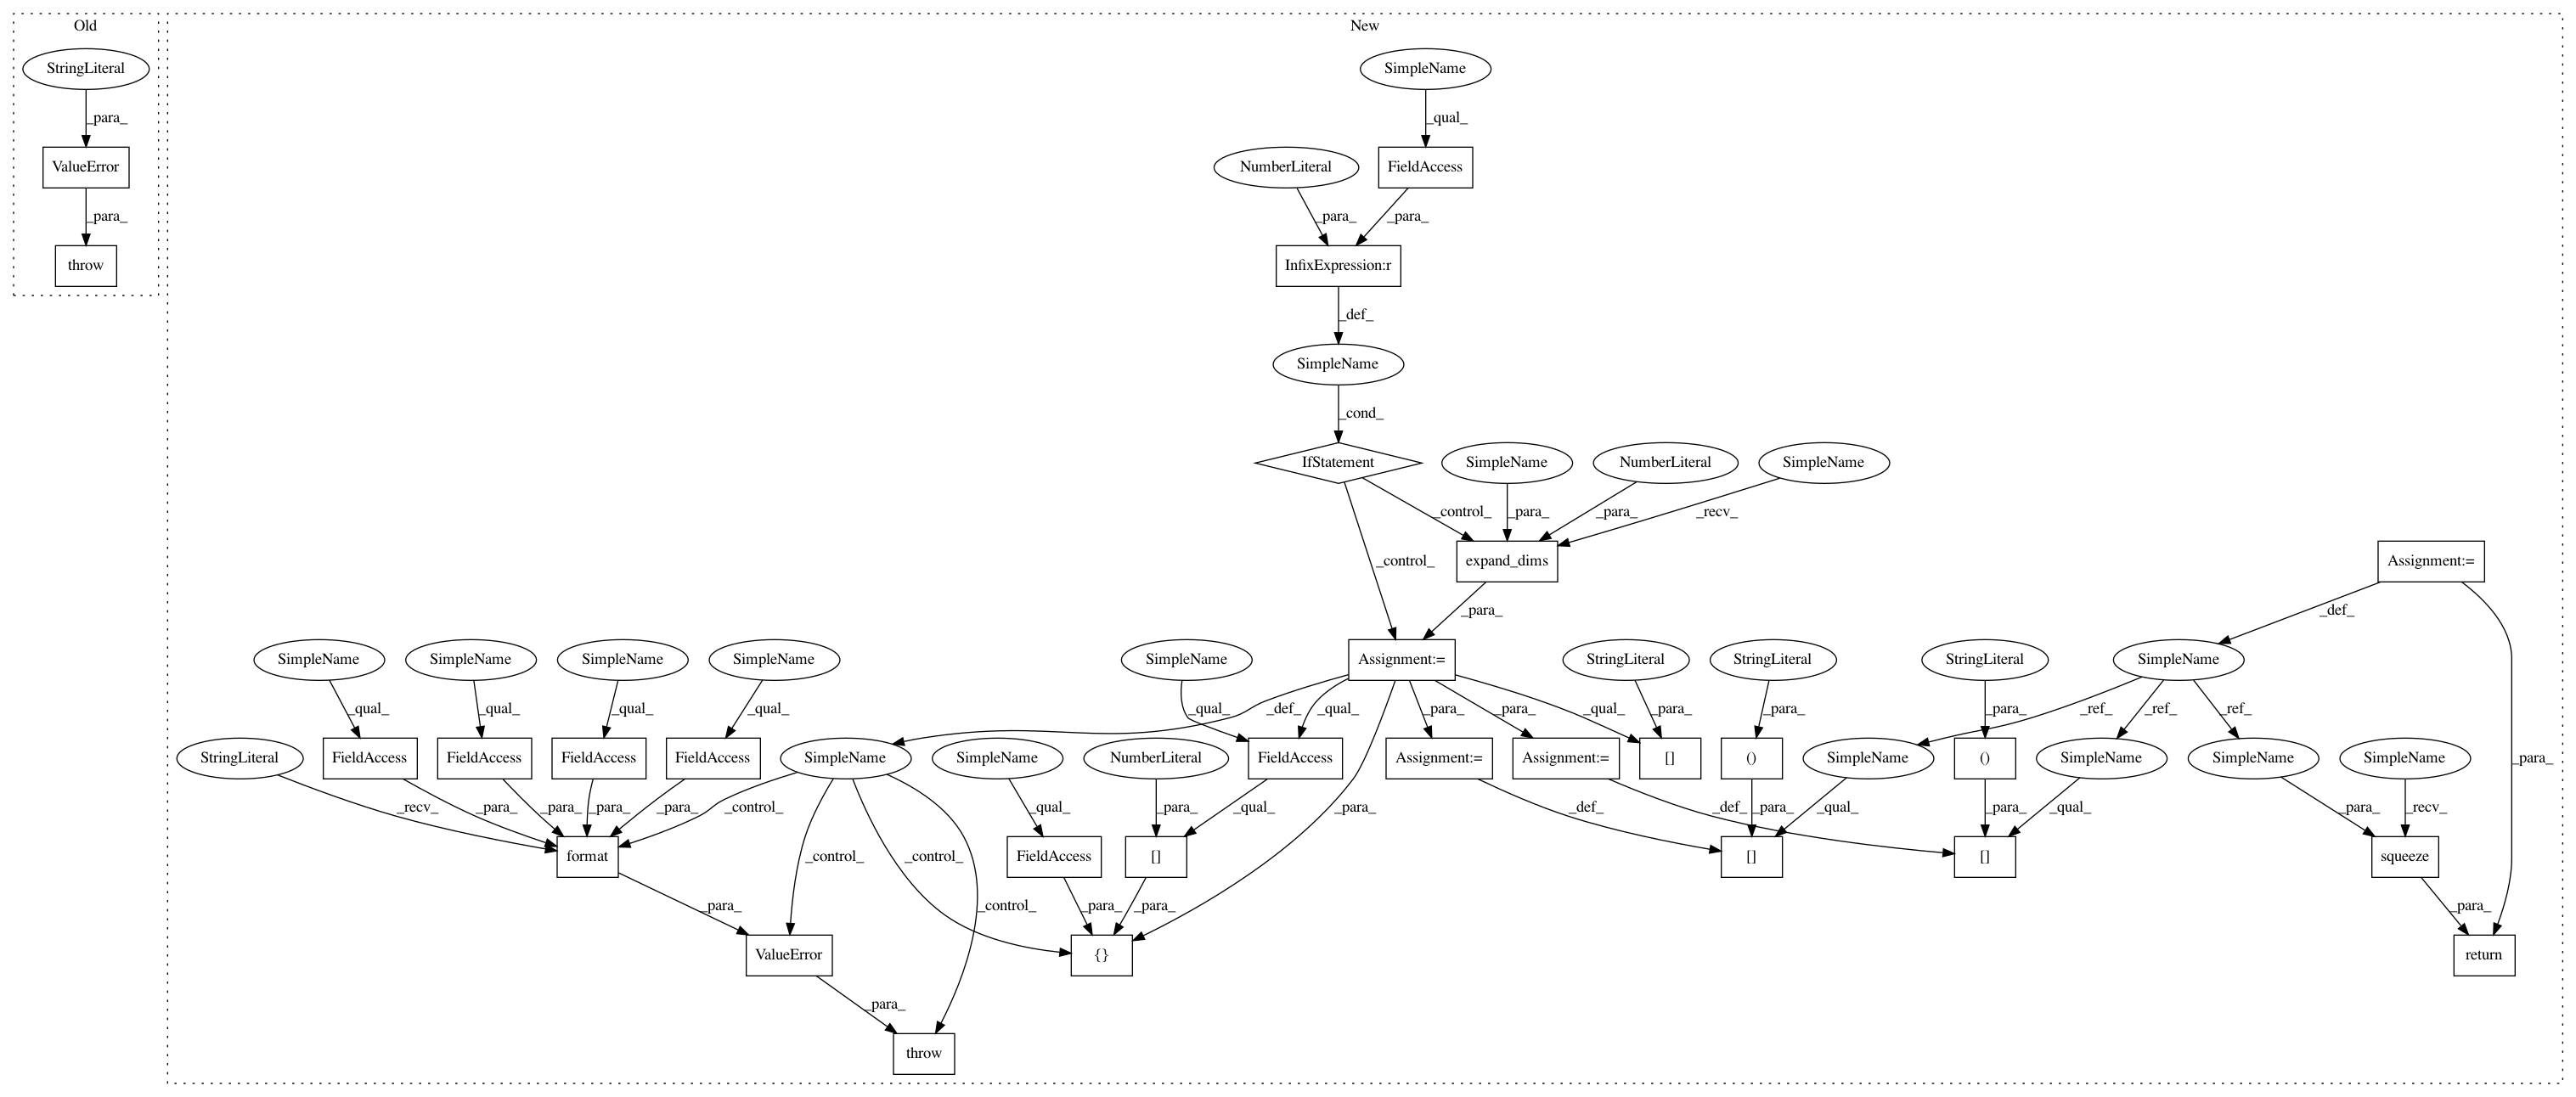 Old
New
StringLiteral
SimpleName
_para_
_qual_
ValueError
NumberLiteral
FieldAccess
_para_
_para_
_para_
throw
InfixExpression:r
_def_
SimpleName
_cond_
IfStatement
SimpleName
NumberLiteral
SimpleName
_control_
_para_
_para_
_recv_
expand_dims
Assignment:=
_control_
_para_
_def_
SimpleName
SimpleName
SimpleName
SimpleName
SimpleName
Assignment:=
StringLiteral
StringLiteral
StringLiteral
SimpleName
_qual_
_qual_
_qual_
_qual_
_qual_
_def_
_qual_
_para_
_para_
_qual_
_para_
_para_
_para_
_ref_
_ref_
_ref_
_para_
StringLiteral
FieldAccess
FieldAccess
FieldAccess
FieldAccess
SimpleName
SimpleName
NumberLiteral
FieldAccess
Assignment:=
Assignment:=
[]
()
SimpleName
()
SimpleName
SimpleName
SimpleName
_recv_
_para_
_para_
_para_
_para_
_control_
_qual_
_para_
_qual_
_para_
_def_
_def_
_para_
_qual_
_para_
_qual_
_para_
_recv_
format
_control_
_control_
FieldAccess
[]
[]
[]
squeeze
_para_
_control_
_para_
_para_
_para_
ValueError
{}
return
_para_
throw